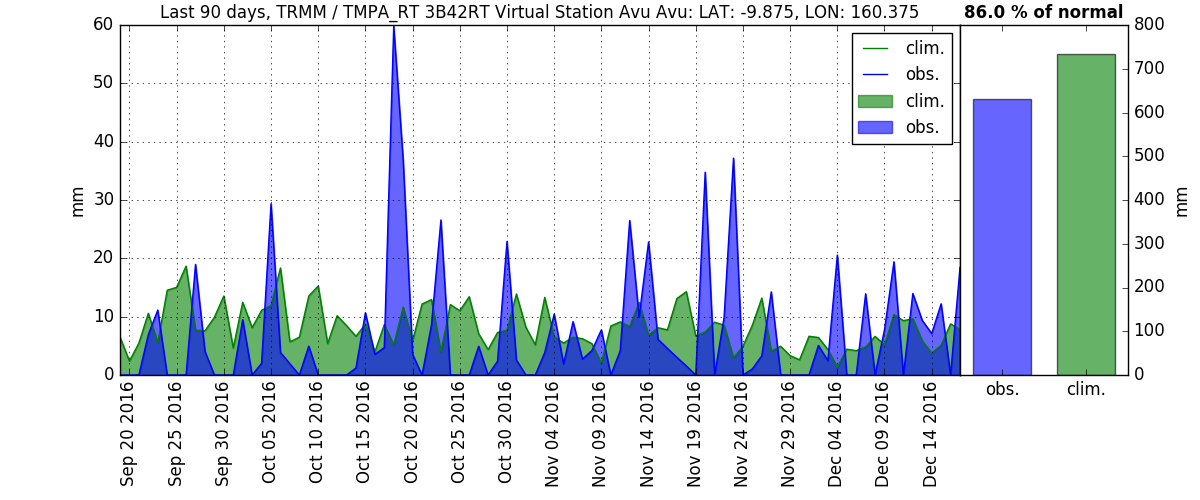 Last 90 days, TRMM / TMPA_RT 3B42RT Virtual Station Avu Avu: LAT: -9.875, LON: 160.375
86.0 % of normal
60
50
40
30
20
10
0
mm
clim.
obs.
clim.
obs.
Sep 20 2016
Sep 25 2016
Sep 30 2016
Oct 05 2016
Oct 10 2016
Oct 15 2016
Oct 20 2016
Oct 25 2016
Oct 30 2016
Nov 04 2016
Nov 09 2016
Nov 14 2016
Nov 19 2016
Nov 24 2016
Nov 29 2016
Dec 04 2016
Dec 09 2016
Dec 14 2016
800
700
600
500
400
300
200
100
0
mm
obs.
clim.